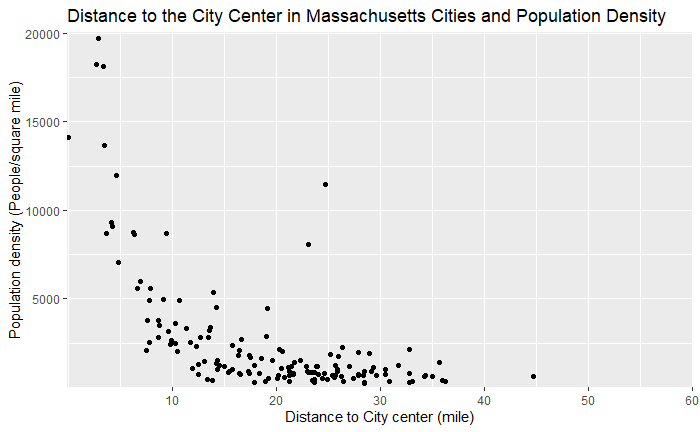 Distance to the City Center in Massachusetts Cities and Population Density
20000
15000
10000
5000
Population density (People/square mile)
10 20 30 40 50 60
Distance to City center (mile)